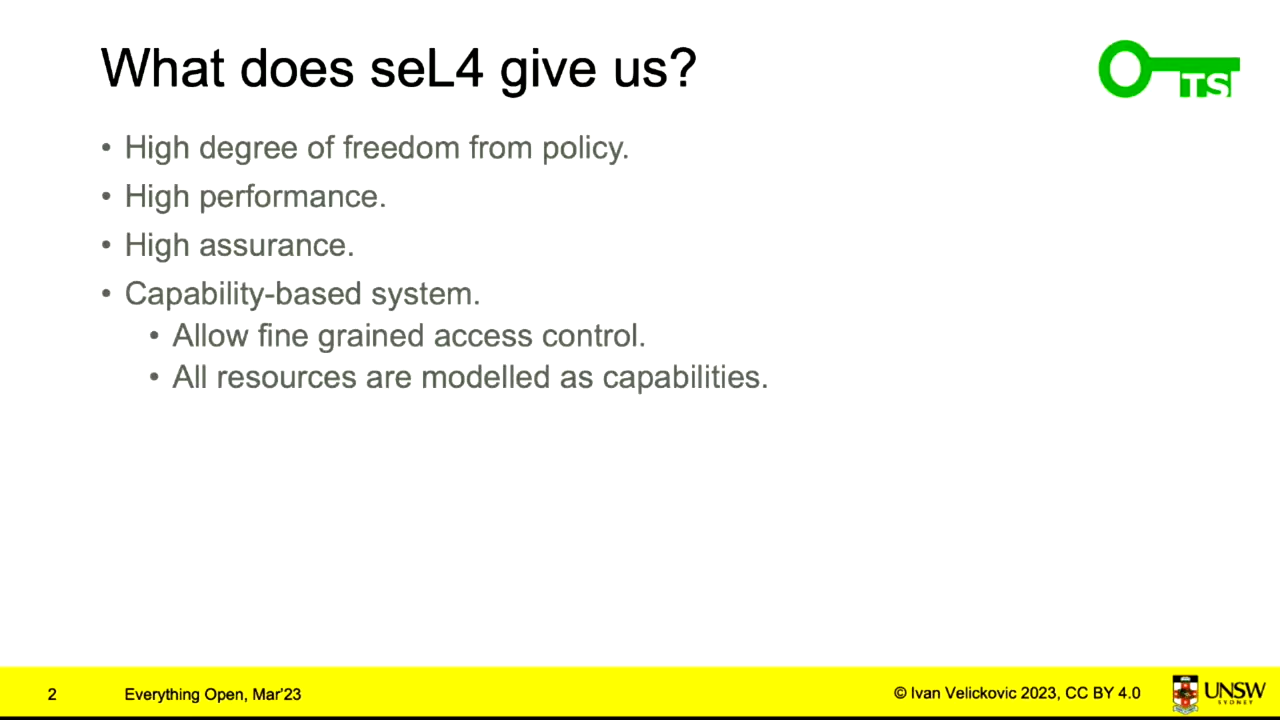 What does seL4 give us?
TS
• High degree of freedom from policy.
• High performance.
• High assurance.
• Capability-based system.
• Allow fine grained access control.
• All resources are modelled as capabilities.
2
Everything Open, Mar'23
© Ivan Velickovic 2023, CC BY 4.0
UNSW
SYDNEY